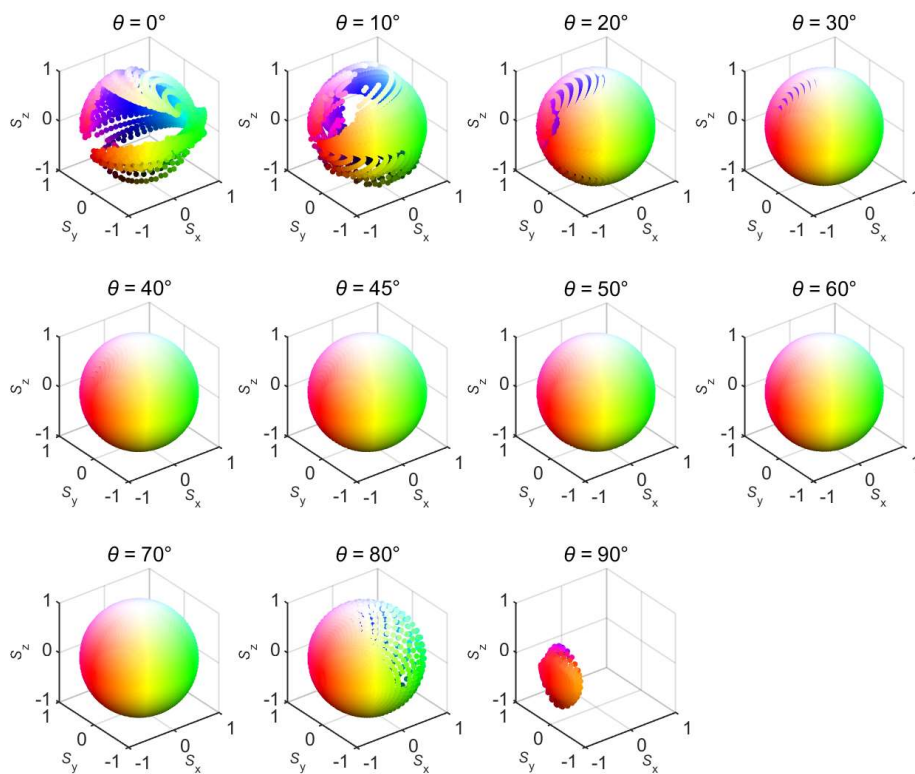 θ = 0° θ = 10° θ = 20° θ = 30°
1 1 1 1
S_z 0 S_z 0 S_z 0 S_z 0
-1 -1 -1 -1
1 1 1 1 1 1 1 1
0 0 0 0 0 0 0 0
S_y -1 -1 S_x S_y -1 -1 S_x S_y -1 -1 S_x S_y -1 -1 S_x
θ = 40° θ = 45° θ = 50° θ = 60°
1 1 1 1
S_z 0 S_z 0 S_z 0 S_z 0
-1 -1 -1 -1
1 1 1 1 1 1 1 1
0 0 0 0 0 0 0 0
S_y -1 -1 S_x S_y -1 -1 S_x S_y -1 -1 S_x S_y -1 -1 S_x
θ = 70° θ = 80° θ = 90°
1 1 1
S_z 0 S_z 0 S_z 0
-1 -1 -1
1 1 1 1 1 1
0 0 0 0 0 0
S_y -1 -1 S_x S_y -1 -1 S_x S_y -1 -1 S_x